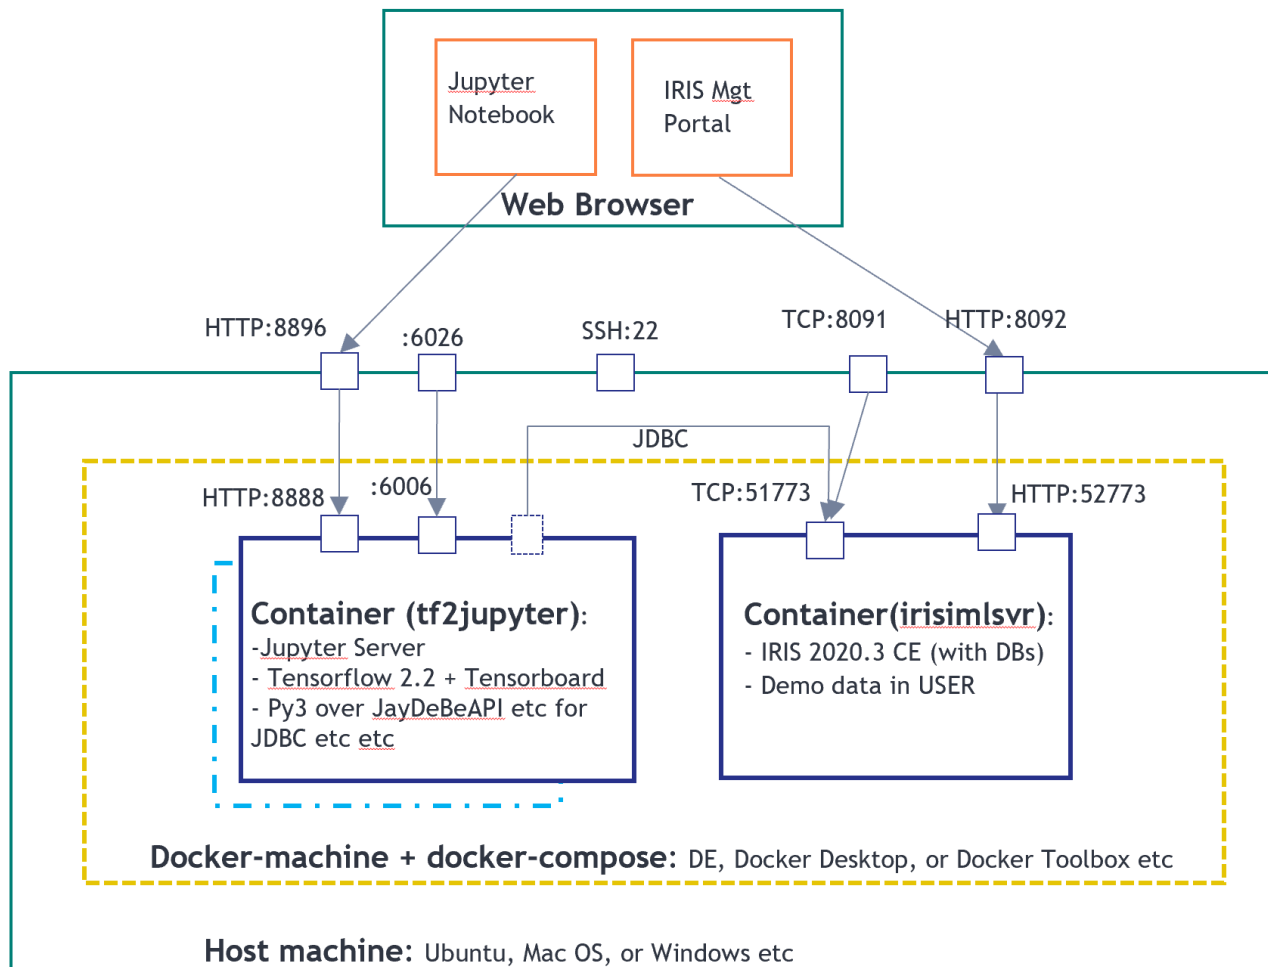 Jupyter
Notebook
IRIS Mgt
Portal
Web Browser
HTTP:8896
:6026
SSH:22
TCP:8091
HTTP:8092
JDBC
HTTP:8888
:6006
TCP:51773
HTTP:52773
Container (tf2jupyter):
-Jupyter Server
- Tensorflow 2.2 + Tensorboard
- Py3 over JayDeBeAPI etc for
JDBC etc etc
Container(irisimlsvr):
- IRIS 2020.3 CE (with DBs)
- Demo data in USER
Docker-machine + docker-compose: DE, Docker Desktop, or Docker Toolbox etc
Host machine: Ubuntu, Mac OS, or Windows etc